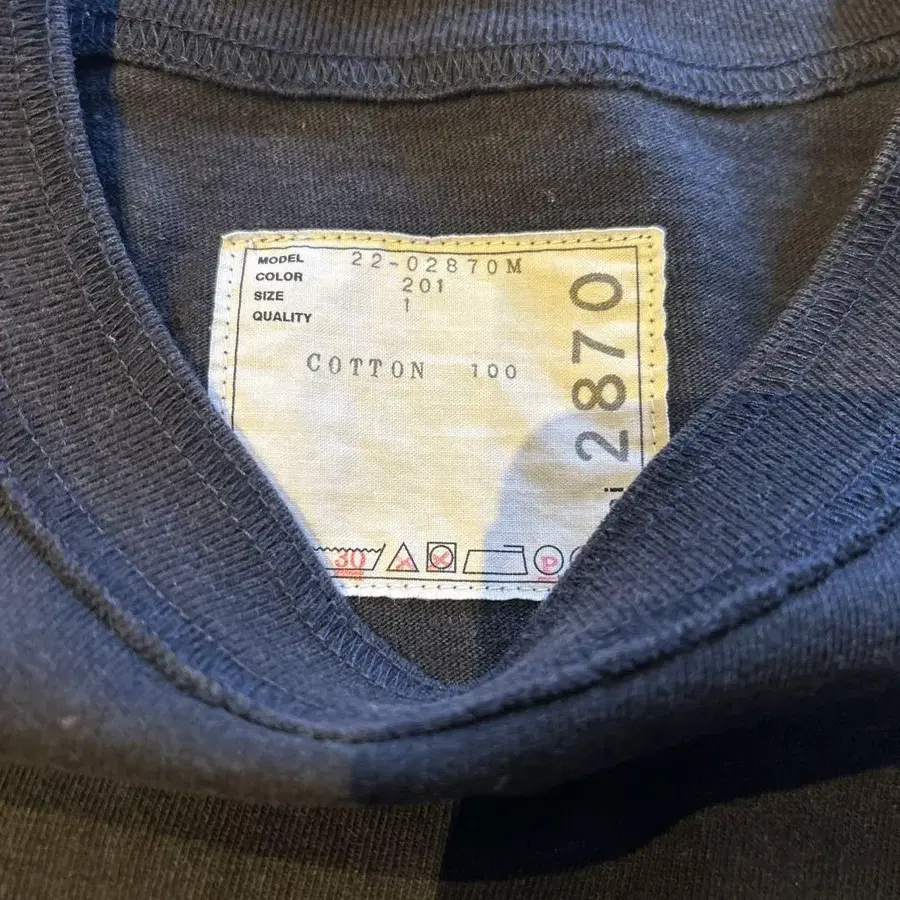 MODEL 22-02870M
COLOR 201
SIZE 1
QUALITY
COTTON 100
2870
30
P